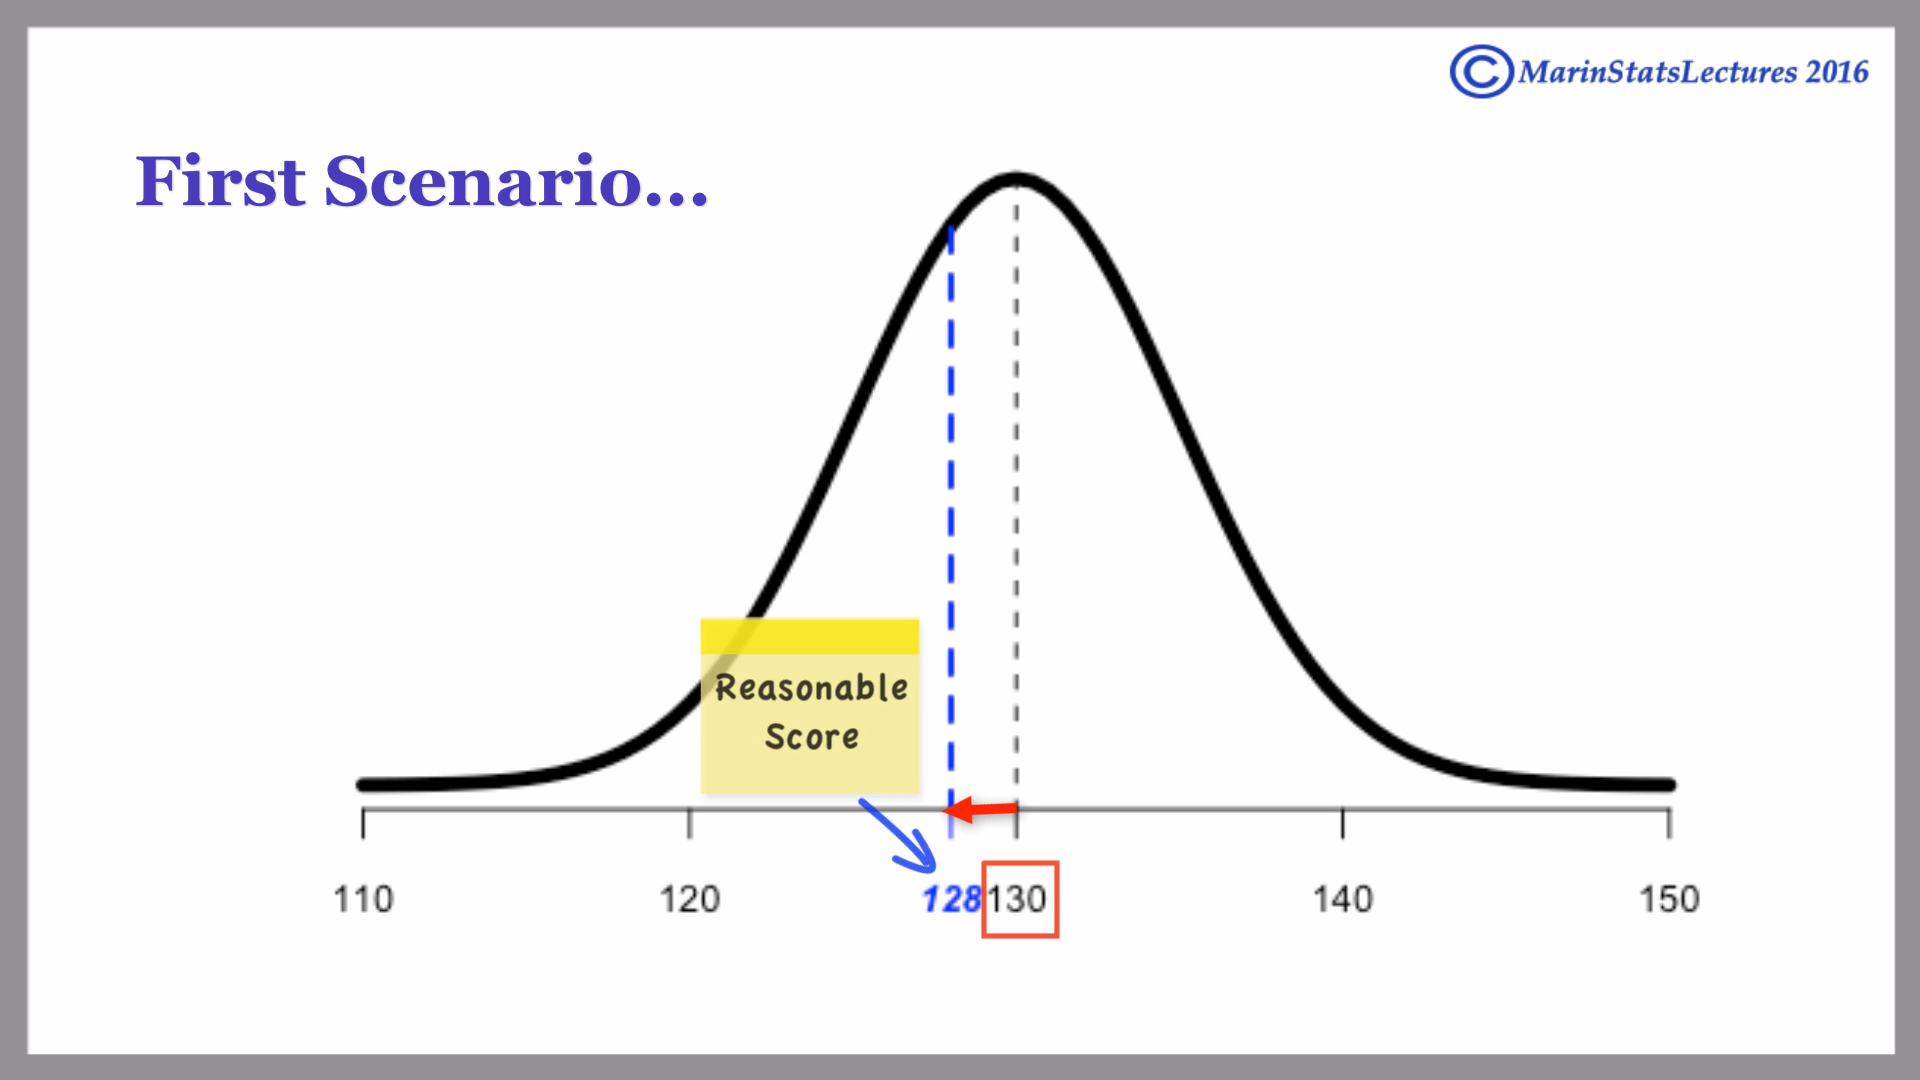 © MarinStatsLectures 2016
First Scenario...
Reasonable
Score
110 120 128 130 140 150